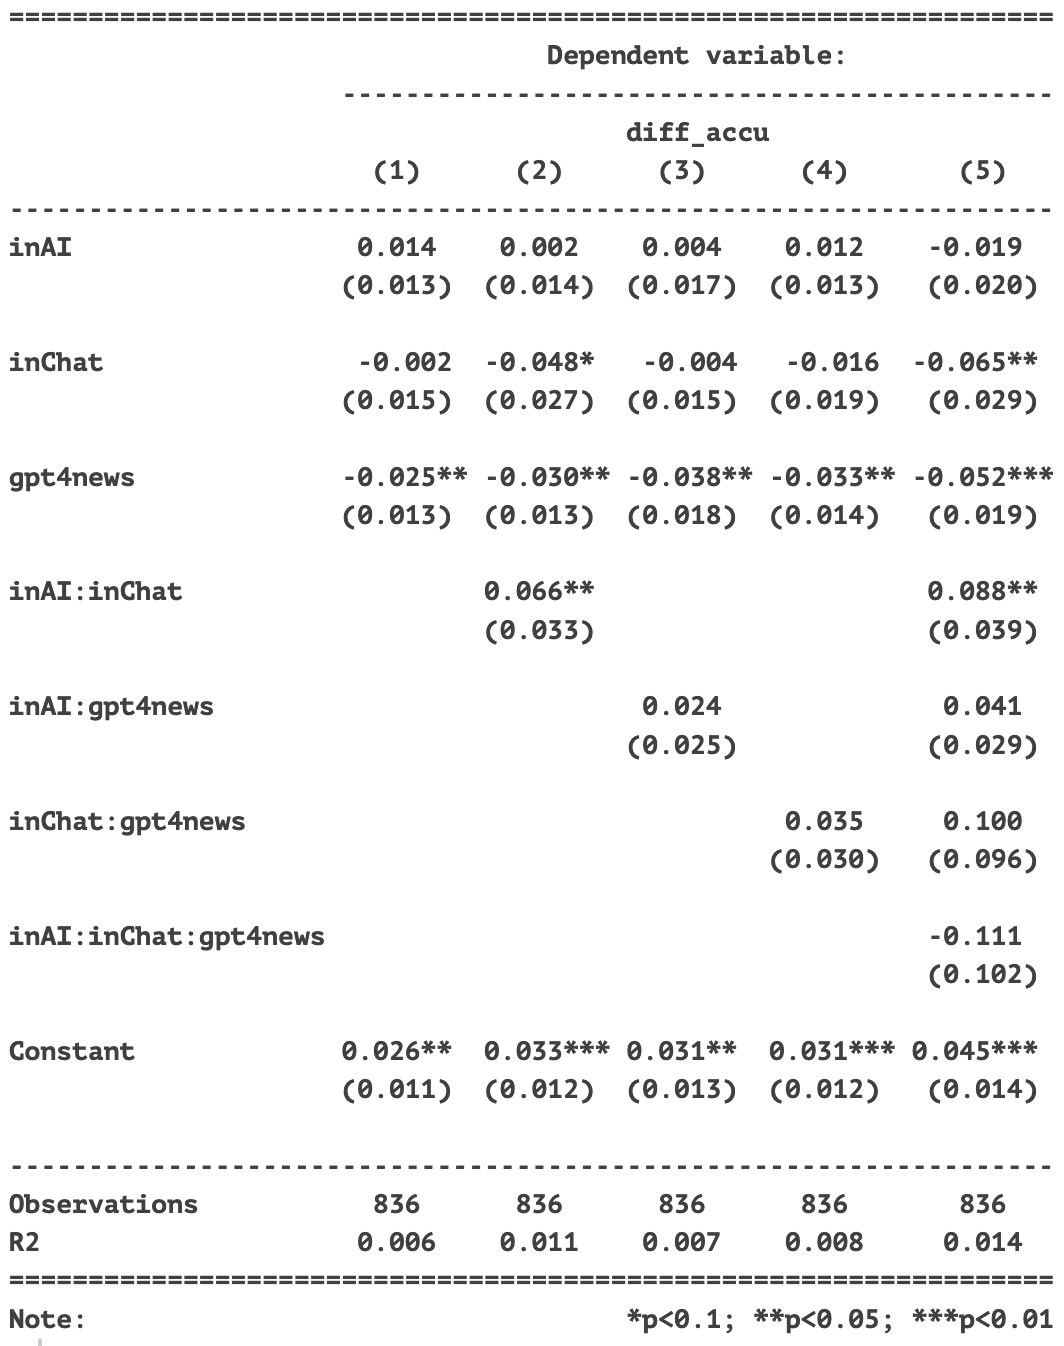 ================================================================
Dependent variable:
---------------------------------------------
diff_accu
(1) (2) (3) (4) (5)
------------------------------------------------------------------
inAI 0.014 0.002 0.004 0.012 -0.019
(0.013) (0.014) (0.017) (0.013) (0.020)
inChat -0.002 -0.048* -0.004 -0.016 -0.065**
(0.015) (0.027) (0.015) (0.019) (0.029)
gpt4news -0.025** -0.030** -0.038** -0.033** -0.052***
(0.013) (0.013) (0.018) (0.014) (0.019)
inAI:inChat 0.066** 0.088**
(0.033) (0.039)
inAI:gpt4news 0.024 0.041
(0.025) (0.029)
inChat:gpt4news 0.035 0.100
(0.030) (0.096)
inAI:inChat:gpt4news -0.111
(0.102)
Constant 0.026** 0.033*** 0.031** 0.031*** 0.045***
(0.011) (0.012) (0.013) (0.012) (0.014)
------------------------------------------------------------------
Observations 836 836 836 836 836
R2 0.006 0.011 0.007 0.008 0.014
================================================================
Note: *p<0.1; **p<0.05; ***p<0.01